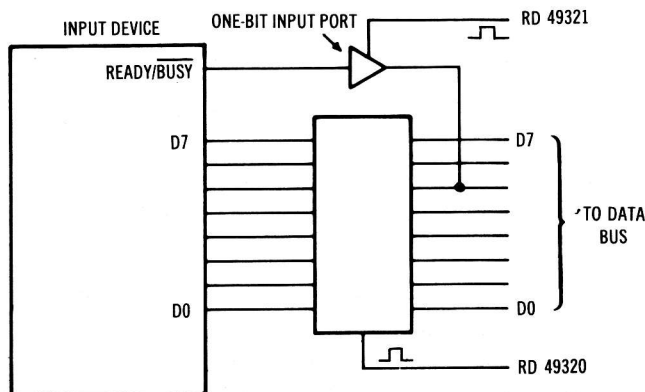 ONE-BIT INPUT PORT
RD 49321
INPUT DEVICE
READY/BUSY
D7
D7
TO DATA
BUS
D0
D0
RD 49320